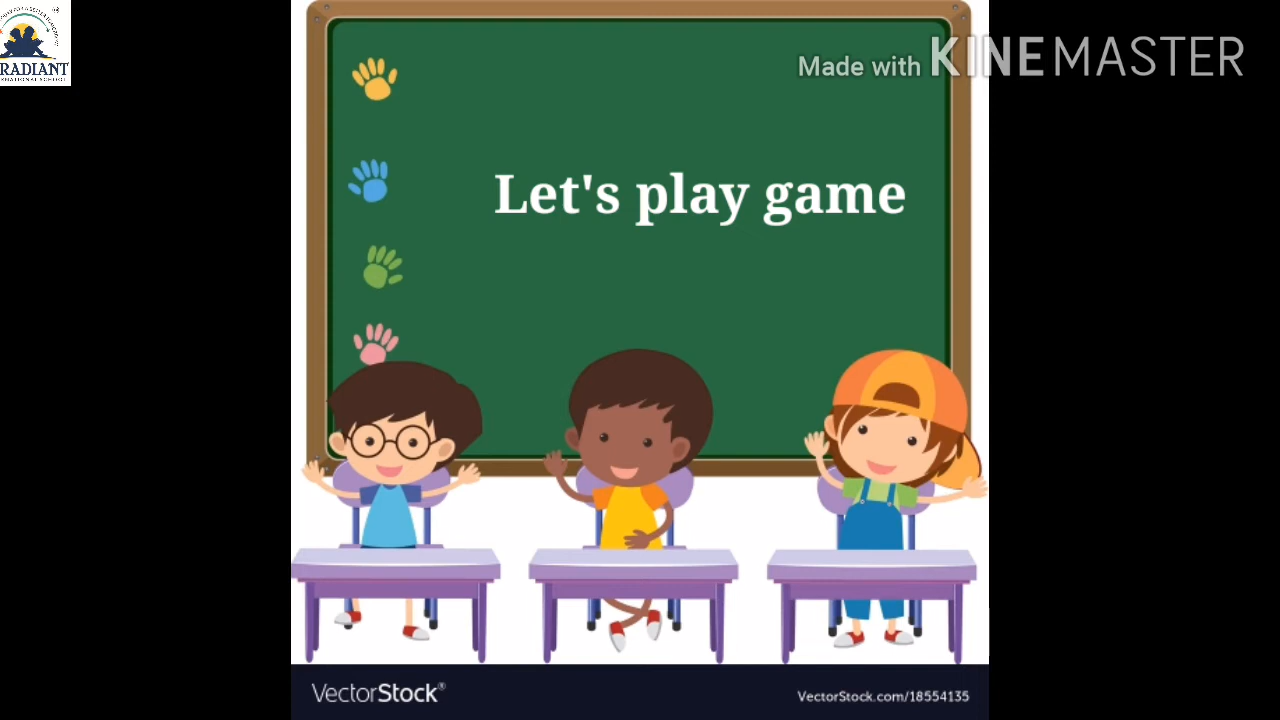 RADIANT
Made with KINEMASTER
Let's play game
VectorStock®
VectorStock.com/18554135